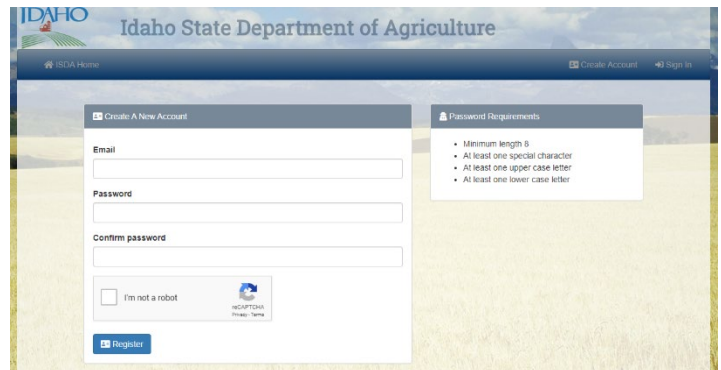 IDAHO
Idaho State Department of Agriculture
ISDA Home
Create Account
Sign In
Create A New Account
Email
Password
Confirm password
I'm not a robot
reCAPTCHA
Privacy - Terms
Register
Password Requirements
Minimum length 8
At least one special character
At least one upper case letter
At least one lower case letter